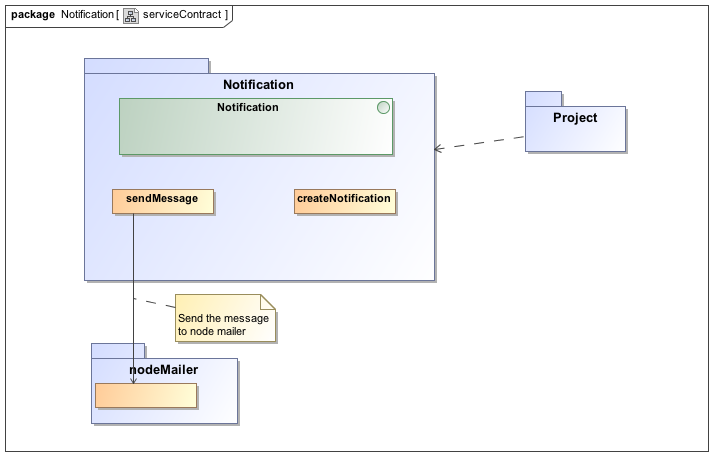 package Notification [ serviceContract ]
Notification
Notification
Project
sendMessage
createNotification
Send the message
to node mailer
nodeMailer